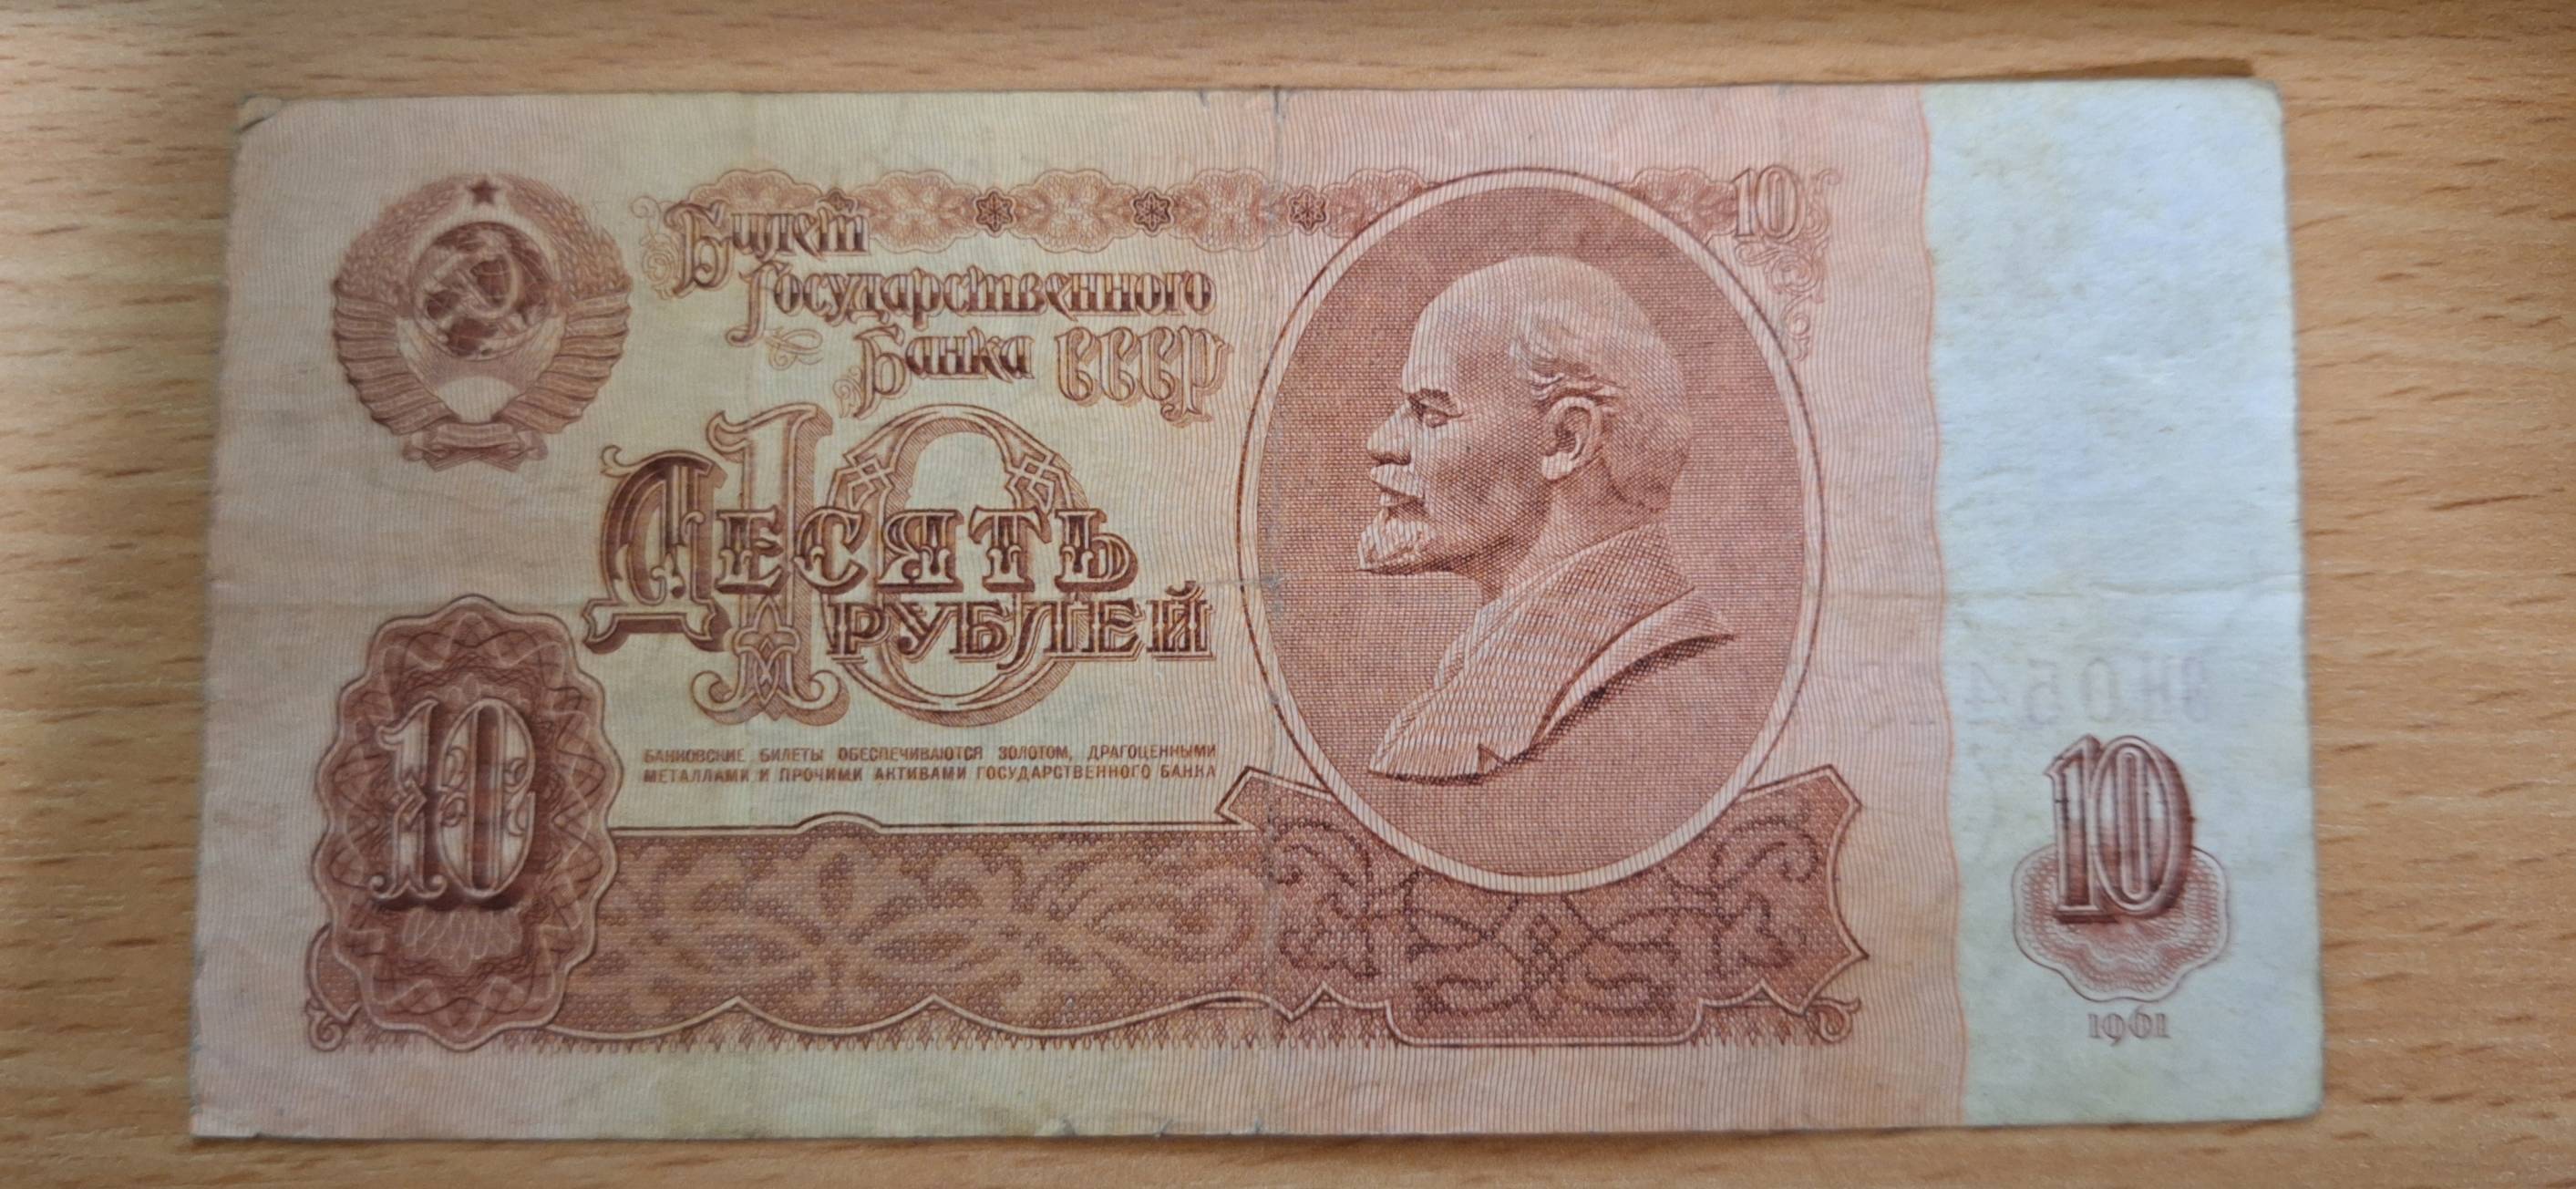 Билет
Государственного
Банка СССР
10
10
Десять
рублей
БАНКОВСКИЕ БИЛЕТЫ ОБЕСПЕЧИВАЮТСЯ ЗОЛОТОМ, ДРАГОЦЕННЫМИ
МЕТАЛЛАМИ И ПРОЧИМИ АКТИВАМИ ГОСУДАРСТВЕННОГО БАНКА
10
10
1961